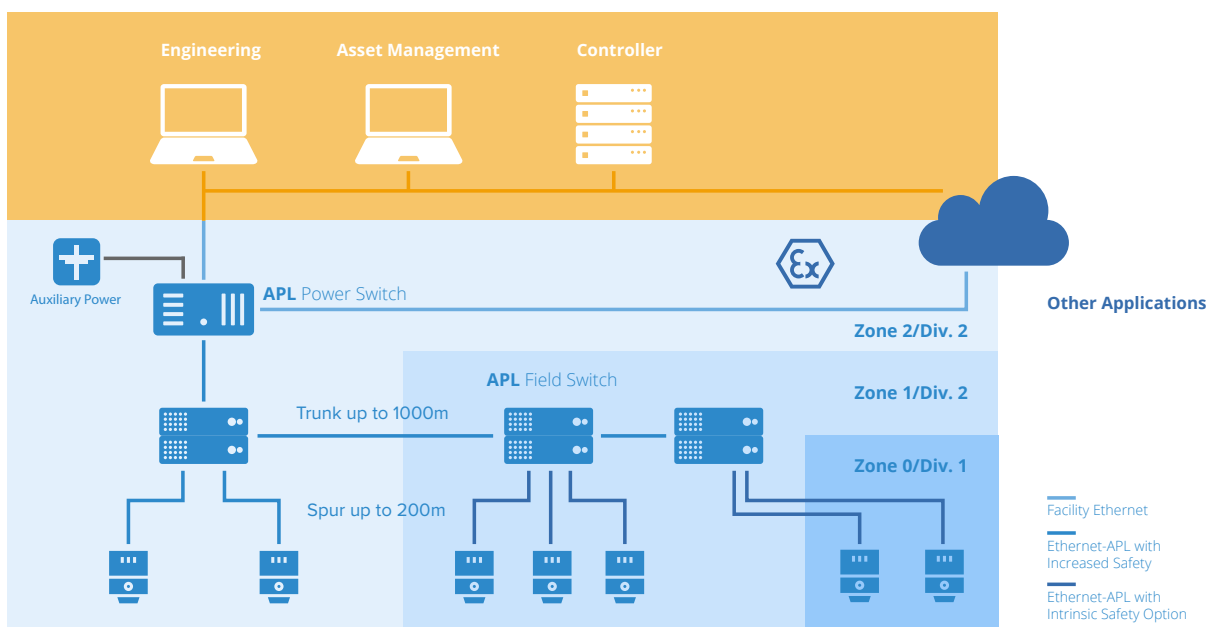 Engineering
Asset Management
Controller
Auxiliary Power
APL Power Switch
Ex
Other Applications
Zone 2/Div. 2
APL Field Switch
Zone 1/Div. 2
Trunk up to 1000m
Zone 0/Div. 1
Spur up to 200m
Facility Ethernet
Ethernet-APL with
Increased Safety
Ethernet-APL with
Intrinsic Safety Option